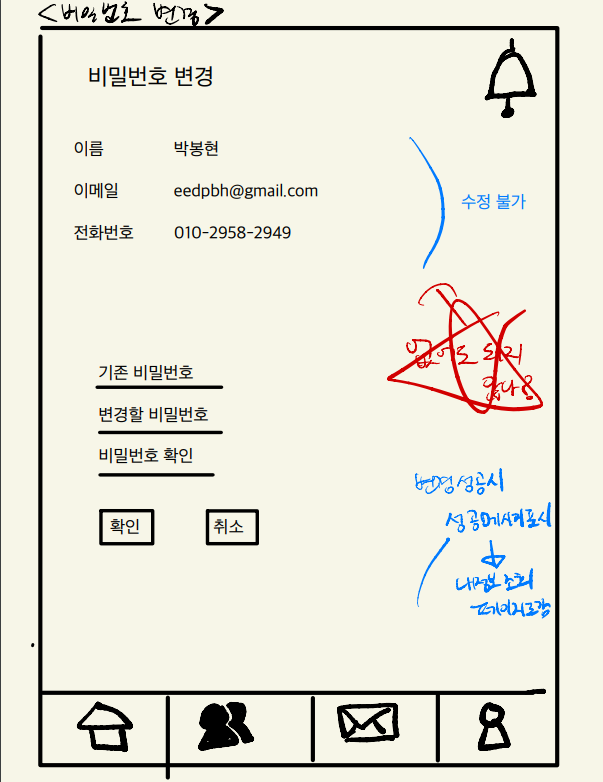 <비밀번호 변경>
비밀번호 변경
이름 박봉현
이메일 eedpbh@gmail.com
전화번호 010-2958-2949
수정 불가
없어도 되지
않나용
기존 비밀번호
변경할 비밀번호
비밀번호 확인
확인 취소
변경성공시
성공메시지표시
내정보 조회
페이지로감